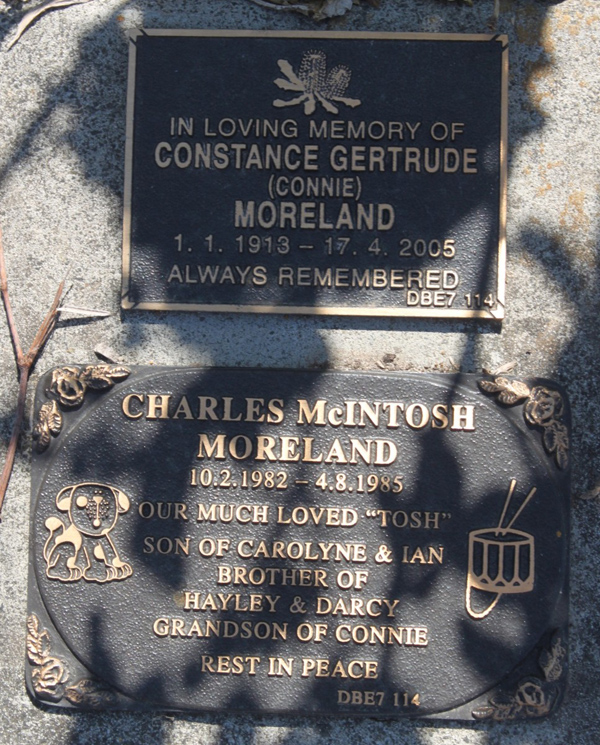 IN LOVING MEMORY OF
CONSTANCE GERTRUDE
(CONNIE)
MORELAND
1. 1. 1913 – 17. 4. 2005
ALWAYS REMEMBERED
DBE7 114
CHARLES McINTOSH
MORELAND
10.2.1982 – 4.8.1985
OUR MUCH LOVED "TOSH"
SON OF CAROLYNE & IAN
BROTHER OF
HAYLEY & DARCY
GRANDSON OF CONNIE
REST IN PEACE
DBE7 114